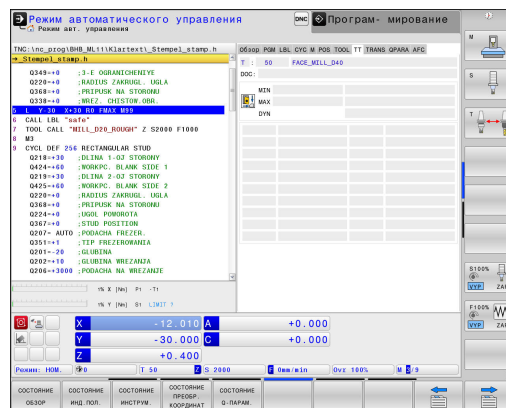 Режим автоматического управления
Режим авт. управления
DNC
Програм- мирование
TNC:\nc_prog\BHB_ML11\Klartext\_Stempel_stamp.h
→_Stempel_stamp.h
Q349=+0 ;3-E OGRANICHENIYE
Q220=+0 ;RADIUS ZAKRUGL. UGLA
Q368=+0 ;PRIPUSK NA STORONU
Q338=+0 ;WREZ. CHISTOW.OBR.
5 L Y-30 X+30 R0 FMAX M99
6 CALL LBL "safe"
7 TOOL CALL "MILL_D20_ROUGH" Z S2000 F1000
8 M3
9 CYCL DEF 256 RECTANGULAR STUD
Q218=+30 ;DLINA 1-OJ STORONY
Q424=+60 ;WORKPC. BLANK SIDE 1
Q219=+30 ;DLINA 2-OJ STORONY
Q425=+60 ;WORKPC. BLANK SIDE 2
Q220=+0 ;RADIUS ZAKRUGL. UGLA
Q368=+0 ;PRIPUSK NA STORONU
Q224=+0 ;UGOL POWOROTA
Q367=+0 ;STUD POSITION
Q207= AUTO ;PODACHA FREZER.
Q351=+1 ;TIP FREZEROWANIA
Q201=-20 ;GLUBINA
Q202=+10 ;GLUBINA WREZANJA
Q206=+3000 ;PODACHA NA WREZANJE
Обзор PGM LBL CYC M POS TOOL TT TRANS QPARA AFC
T : 50 FACE_MILL_D40
DOC:
MIN
MAX
DYN
1% X [Nm] P1 -T1
1% Y [Nm] S1 LIMIT ?
X -12.010 A +0.000
Y -30.000 C +0.000
Z +0.400
Режим: НОМ. 0 T 50 Z S 2000 F 0mm/min Ovr 100% M 5/9
СОСТОЯНИЕ ОБЗОР
СОСТОЯНИЕ ИНД.ПОЛ.
СОСТОЯНИЕ ИНСТРУМ.
СОСТОЯНИЕ ПРЕОБР. КООРДИНАТ
СОСТОЯНИЕ Q-ПАРАМ.
M
S
T
S100%
VYP ZA
F100%
VYP ZA